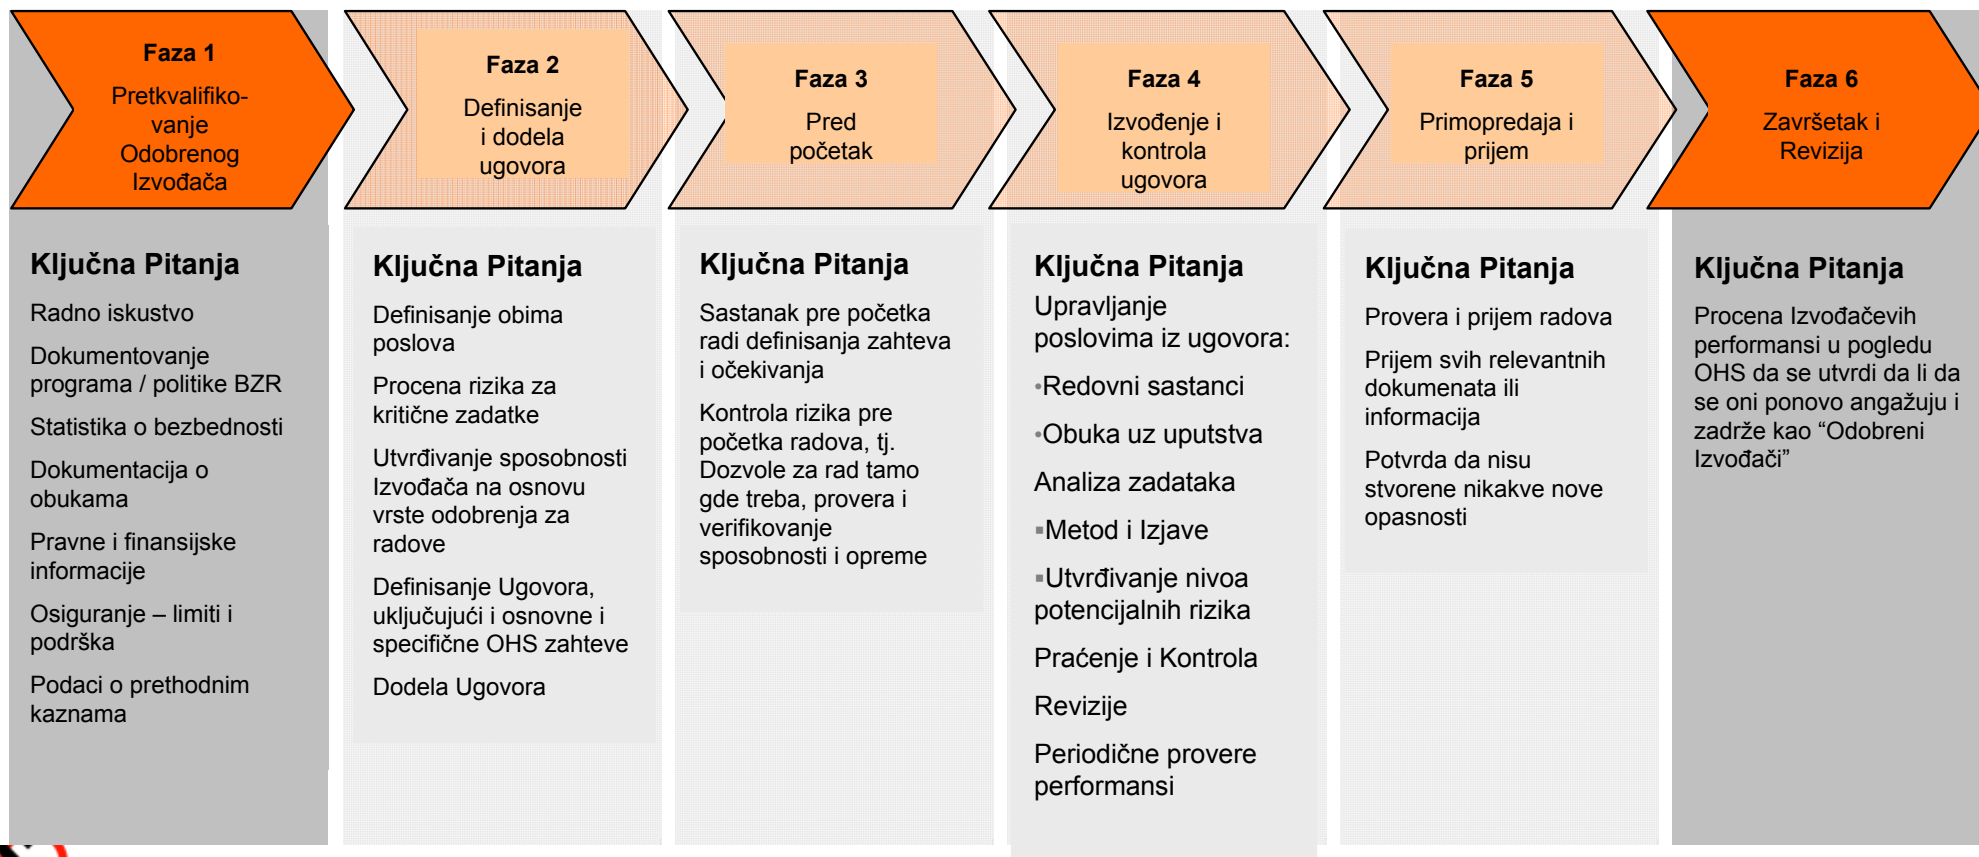 Faza 1
Pretkvalifiko-
vanje
Odobrenog
Izvođača
Ključna Pitanja
Radno iskustvo
Dokumentovanje
programa / politike BZR
Statistika o bezbednosti
Dokumentacija o
obukama
Pravne i finansijske
informacije
Osiguranje – limiti i
podrška
Podaci o prethodnim
kaznama
Faza 2
Definisanje
i dodela
ugovora
Ključna Pitanja
Definisanje obima
posla
Procena rizika za
kritične zadatke
Utvrđivanje sposobnosti
Izvođača na osnovu
vrste odobrenja za
radove
Definisanje Ugovora,
uključujući i osnovne i
specifične OHS zahteve
Dodela Ugovora
Faza 3
Pred
početak
Ključna Pitanja
Sastanak pre početka
radi definisanja zahteva
i očekivanja
Kontrola rizika pre
početka radova, tj.
Dozvole za rad tamo
gde treba, provera i
verifikovanje
sposobnosti i opreme
Faza 4
Izvođenje i
kontrola
ugovora
Ključna Pitanja
Upravljanje
poslovima iz ugovora:
•Redovni sastanci
•Obuka uz uputstva
Analiza zadataka
▪Metod i Izjave
▪Utvrđivanje nivoa
potencijalnih rizika
Praćenje i Kontrola
Revizije
Periodične provere
performansi
Faza 5
Primopredaja i
prijem
Ključna Pitanja
Provera i prijem radova
Prijem svih relevantnih
dokumenata ili
informacija
Potvrda da nisu
stvorene nikakve nove
opasnosti
Faza 6
Završetak i
Revizija
Ključna Pitanja
Procena Izvođačevih
performansi u pogledu
OHS da se utvrdi da li da
se oni ponovo angažuju i
zadrže kao “Odobreni
Izvođači”